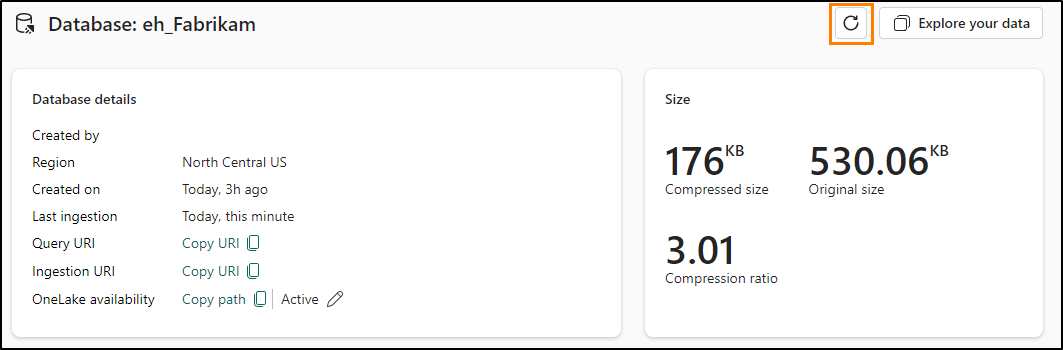 Database: eh_Fabrikam
Explore your data
Database details
Created by
Region North Central US
Created on Today, 3h ago
Last ingestion Today, this minute
Query URI Copy URI
Ingestion URI Copy URI
OneLake availability Copy path Active
Size
176 KB 530.06 KB
Compressed size Original size
3.01
Compression ratio